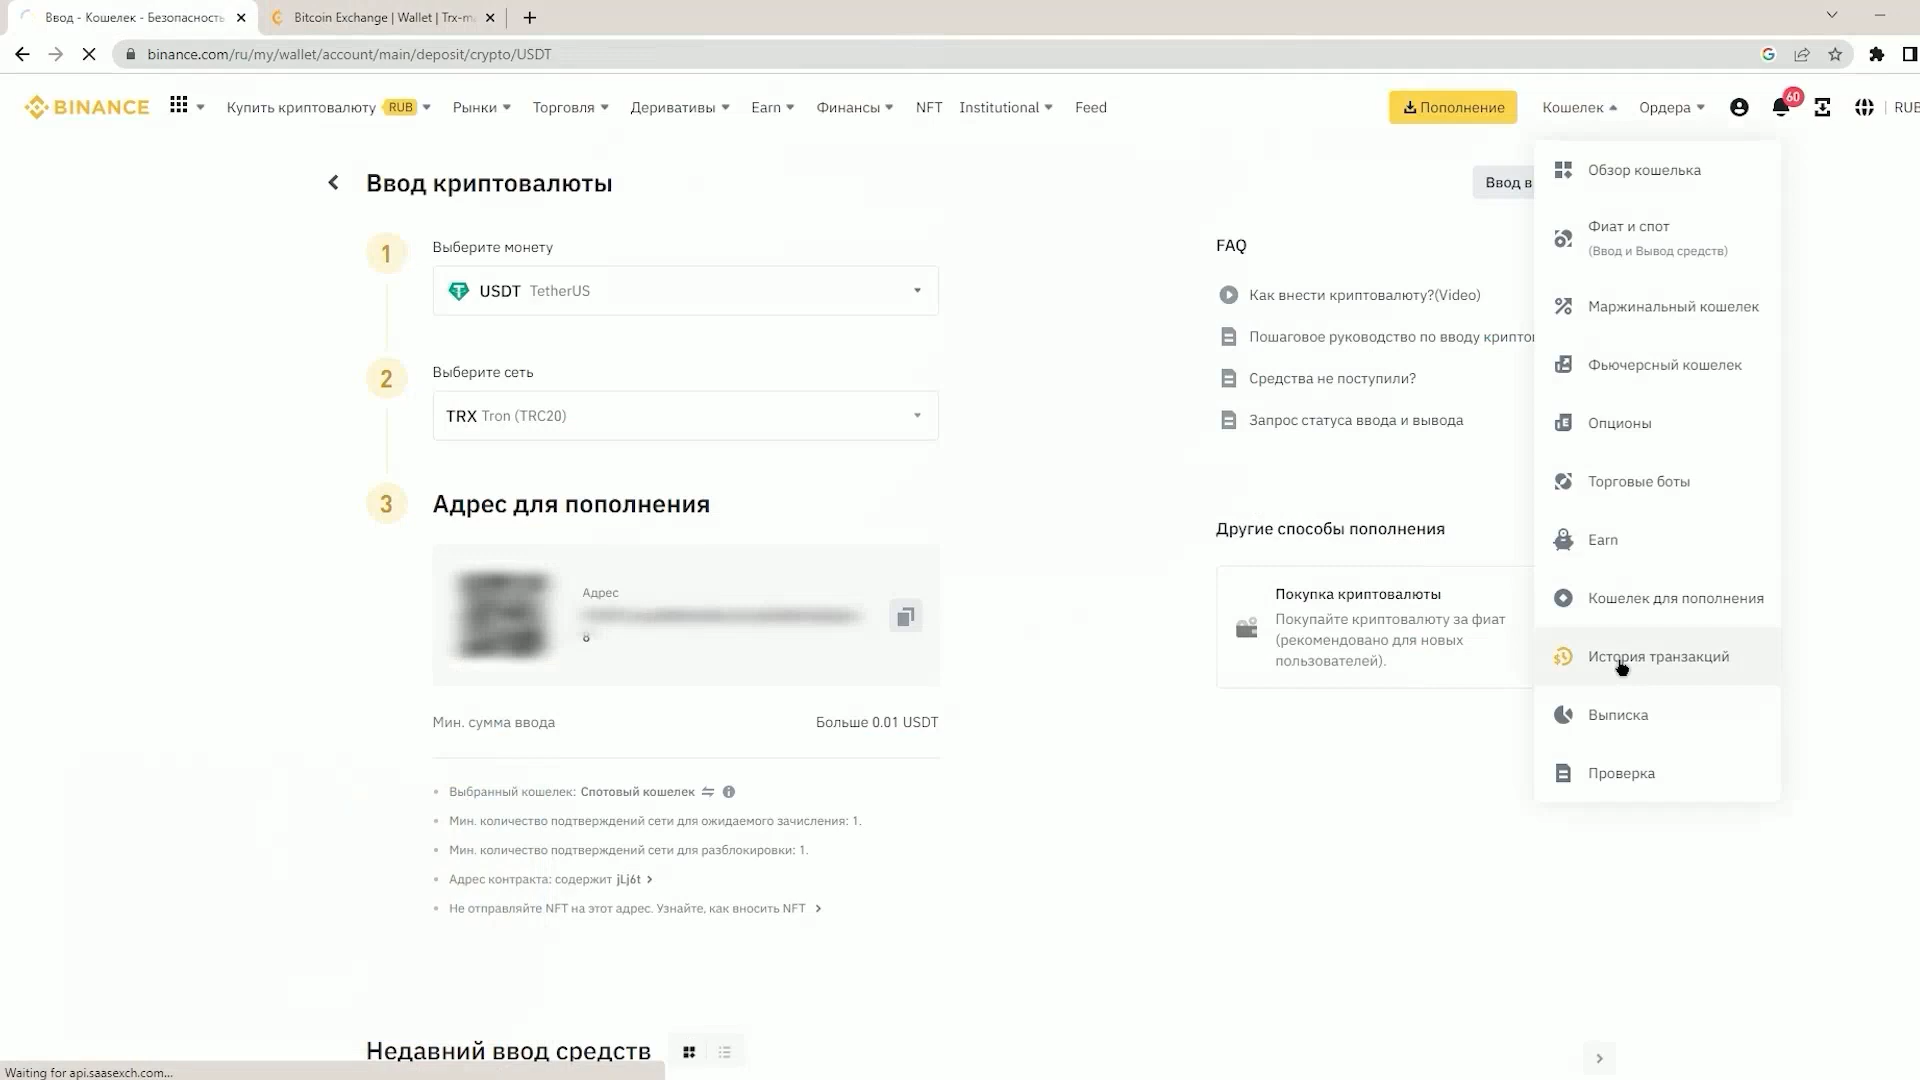 Ввод - Кошелек - Безопасность
Bitcoin Exchange | Wallet | Trx-m
binance.com/ru/my/wallet/account/main/deposit/crypto/USDT
BINANCE
Купить криптовалюту RUB
Рынки
Торговля
Деривативы
Earn
Финансы
NFT
Institutional
Feed
Пополнение
Кошелек
Ордера
60
RUB
Ввод криптовалюты
Ввод в
1
Выберите монету
USDT TetherUS
2
Выберите сеть
TRX Tron (TRC20)
3
Адрес для пополнения
Адрес
8
Мин. сумма ввода
Больше 0.01 USDT
Выбранный кошелек: Спотовый кошелек
Мин. количество подтверждений сети для ожидаемого зачисления: 1.
Мин. количество подтверждений сети для разблокировки: 1.
Адрес контракта: содержит jLj6t
Не отправляйте NFT на этот адрес. Узнайте, как вносить NFT
FAQ
Как внести криптовалюту?(Video)
Пошаговое руководство по вводу крипто
Средства не поступили?
Запрос статуса ввода и вывода
Другие способы пополнения
Покупка криптовалюты
Покупайте криптовалюту за фиат
(рекомендовано для новых
пользователей).
Обзор кошелька
Фиат и спот
(Ввод и Вывод средств)
Маржинальный кошелек
Фьючерсный кошелек
Опционы
Торговые боты
Earn
Кошелек для пополнения
История транзакций
Выписка
Проверка
Недавний ввод средств
Waiting for api.saasexch.com...